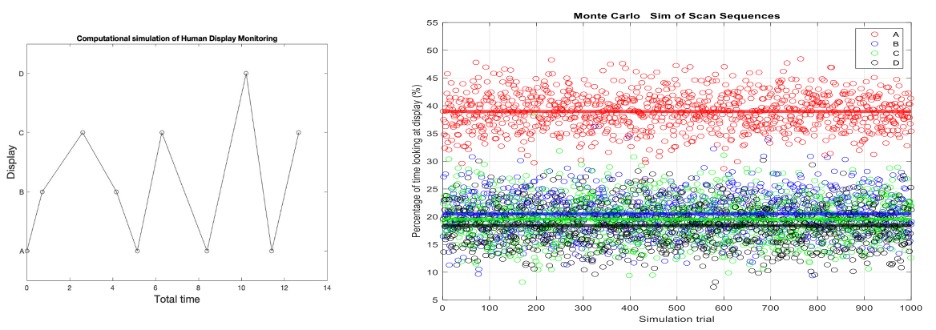 Computational simulation of Human Display Monitoring
Display
D
C
B
A
0 2 4 6 8 10 12 14
Total time
Monte Carlo Sim of Scan Sequences
Percentage of time looking at display (%)
55
50
45
40
35
30
25
20
15
10
5
A
B
C
D
0 100 200 300 400 500 600 700 800 900 1000
Simulation trial